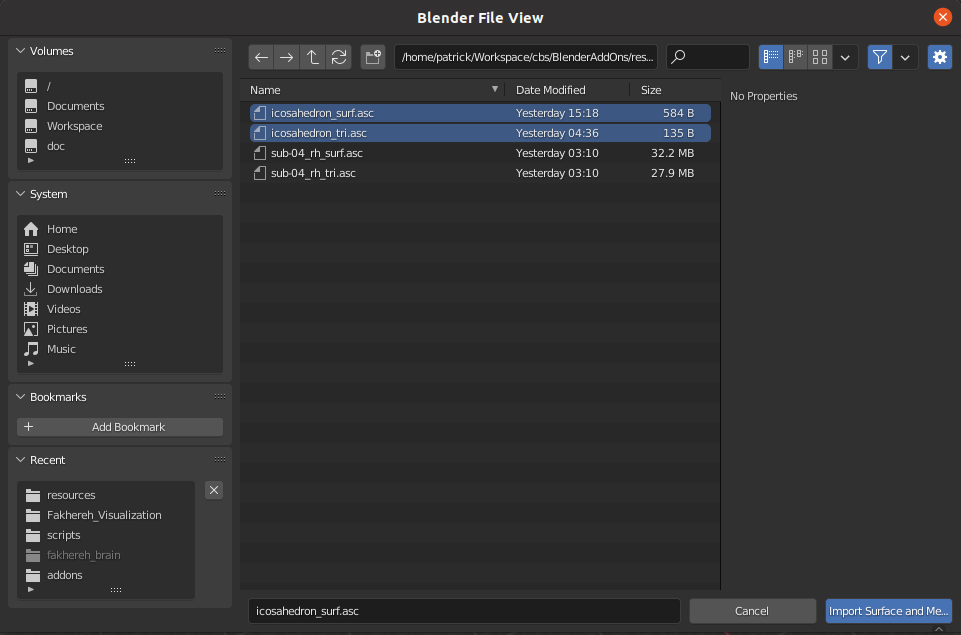 Blender File View
Volumes
/
Documents
Workspace
doc
System
Home
Desktop
Documents
Downloads
Videos
Pictures
Music
Bookmarks
Add Bookmark
Recent
resources
Fakhereh_Visualization
scripts
fakhereh_brain
addons
/home/patrick/Workspace/cbs/BlenderAddOns/res...
Name Date Modified Size
icosahedron_surf.asc Yesterday 15:18 584 B
icosahedron_tri.asc Yesterday 04:36 135 B
sub-04_rh_surf.asc Yesterday 03:10 32.2 MB
sub-04_rh_tri.asc Yesterday 03:10 27.9 MB
No Properties
icosahedron_surf.asc
Cancel
Import Surface and Me...